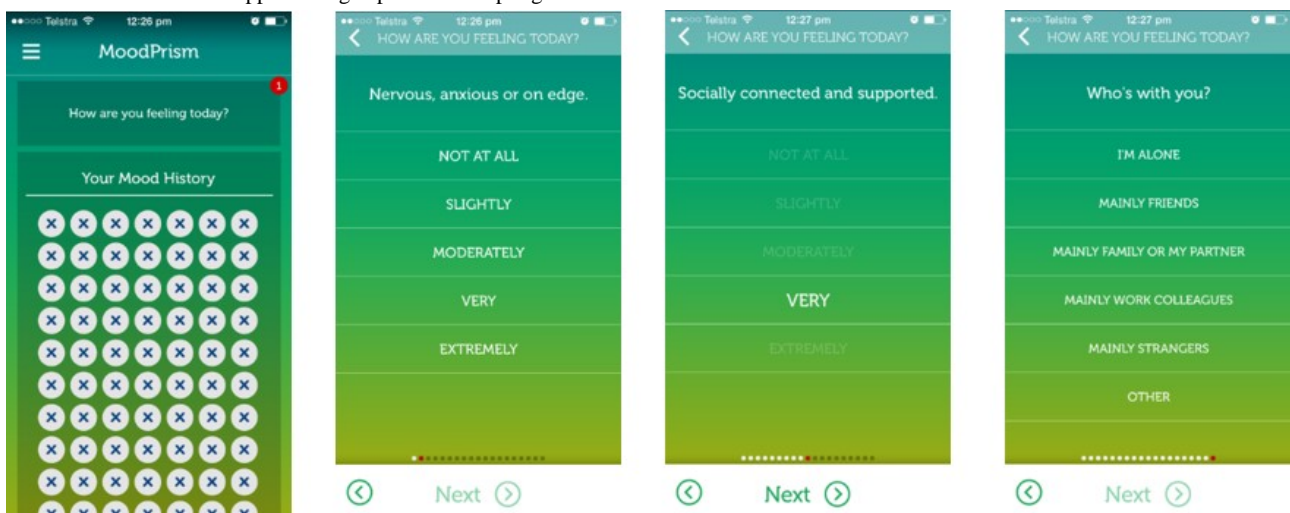 Telstra 12:26 pm
MoodPrism
1
How are you feeling today?
Your Mood History
Telstra 12:26 pm
HOW ARE YOU FEELING TODAY?
Nervous, anxious or on edge.
NOT AT ALL
SLIGHTLY
MODERATELY
VERY
EXTREMELY
Next
Telstra 12:27 pm
HOW ARE YOU FEELING TODAY?
Socially connected and supported.
NOT AT ALL
SLIGHTLY
MODERATELY
VERY
EXTREMELY
Next
Telstra 12:27 pm
HOW ARE YOU FEELING TODAY?
Who's with you?
I'M ALONE
MAINLY FRIENDS
MAINLY FAMILY OR MY PARTNER
MAINLY WORK COLLEAGUES
MAINLY STRANGERS
OTHER
Next